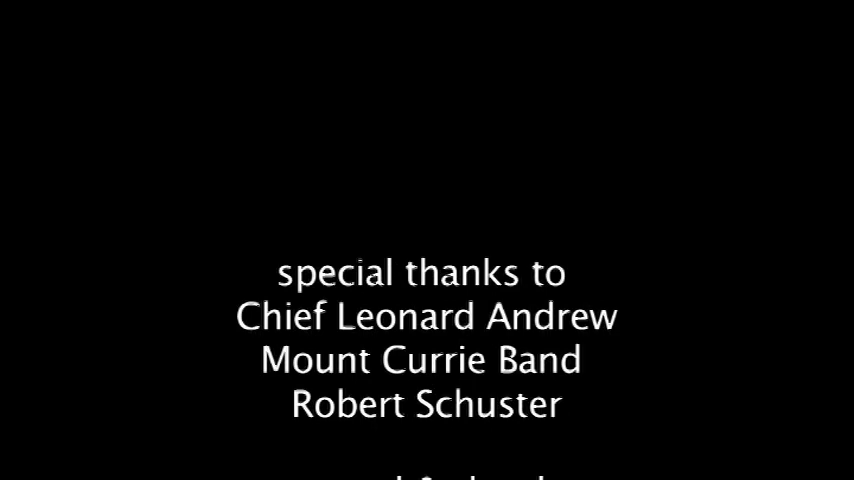 special thanks to
Chief Leonard Andrew
Mount Currie Band
Robert Schuster